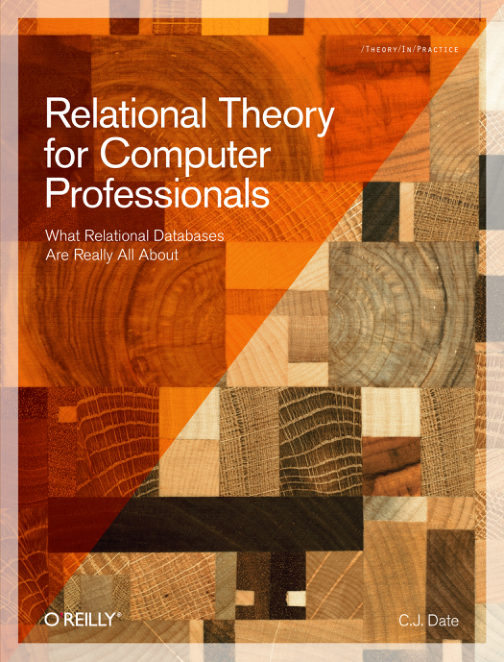 /THEORY/IN/PRACTICE
Relational Theory
for Computer
Professionals
What Relational Databases
Are Really All About
O'REILLY®
C.J. Date